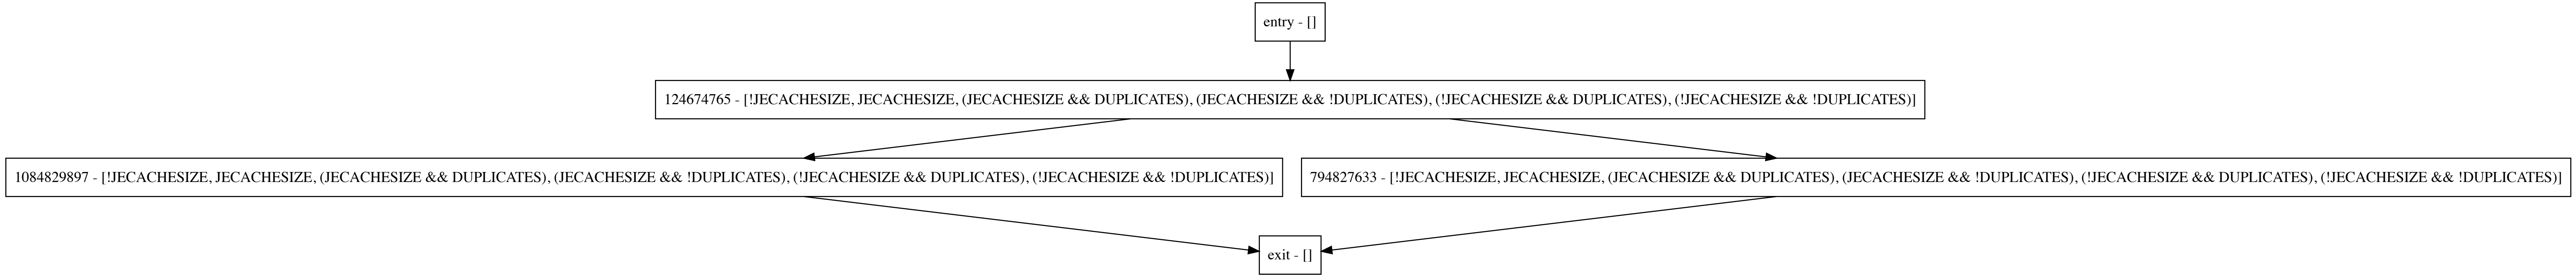 entry - []
124674765 - [!JECACHESIZE, JECACHESIZE, (JECACHESIZE && DUPLICATES), (JECACHESIZE && !DUPLICATES), (!JECACHESIZE && DUPLICATES), (!JECACHESIZE && !DUPLICATES)]
1084829897 - [!JECACHESIZE, JECACHESIZE, (JECACHESIZE && DUPLICATES), (JECACHESIZE && !DUPLICATES), (!JECACHESIZE && DUPLICATES), (!JECACHESIZE && !DUPLICATES)]
794827633 - [!JECACHESIZE, JECACHESIZE, (JECACHESIZE && DUPLICATES), (JECACHESIZE && !DUPLICATES), (!JECACHESIZE && DUPLICATES), (!JECACHESIZE && !DUPLICATES)]
exit - []